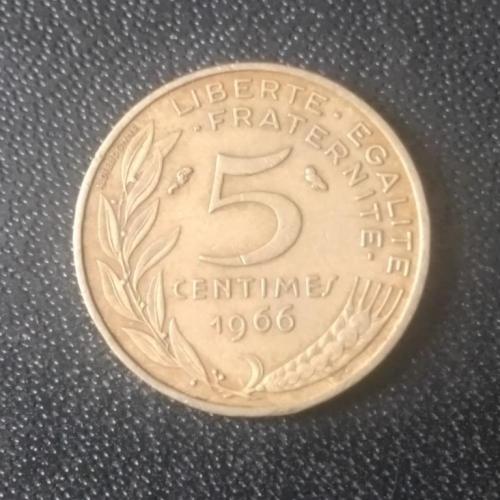 LIBERTE · EGALITE
· FRATERNITE ·
5
CENTIMES
1966